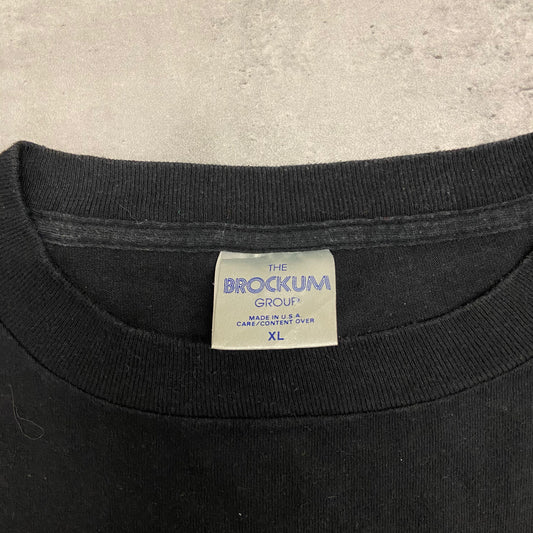 THE
BROCKUM
GROUP
MADE IN U.S.A
CARE/CONTENT OVER
XL